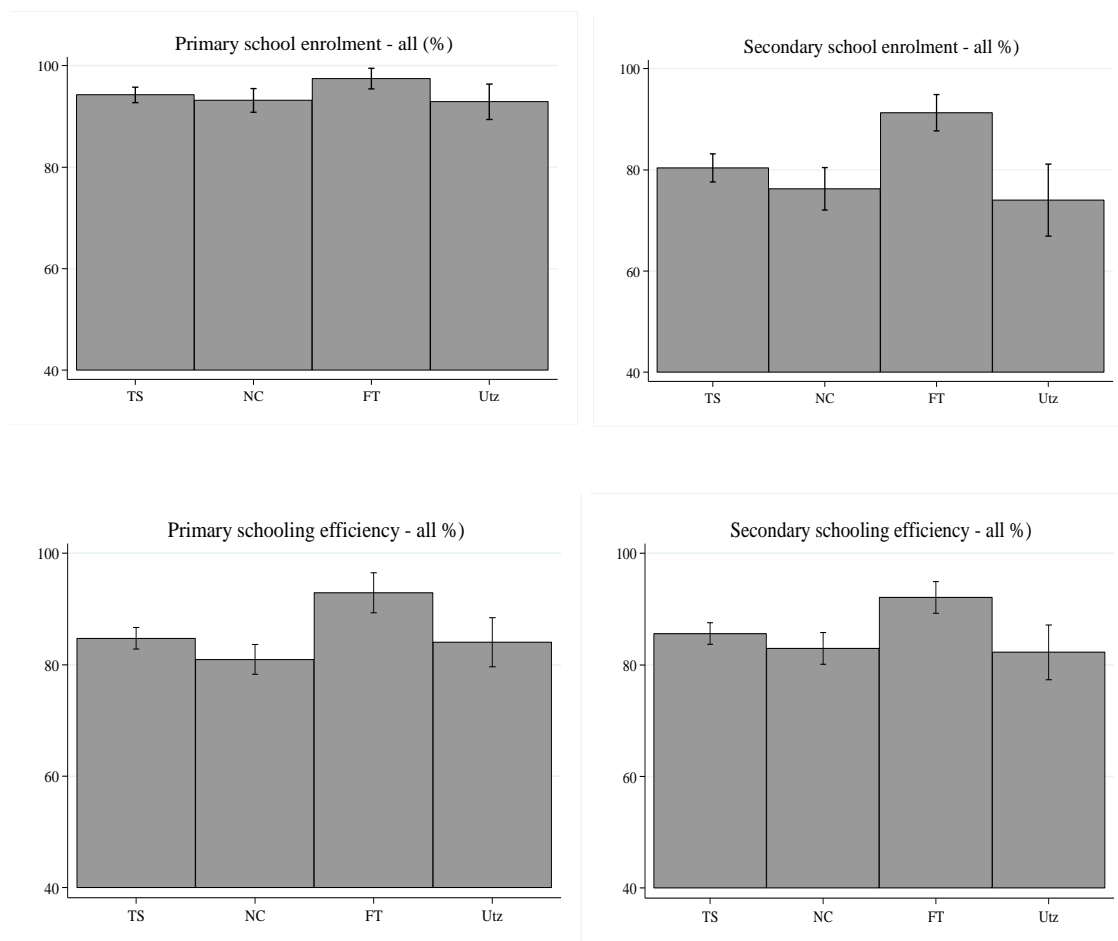 Primary school enrolment - all (%)
100
80
60
40
TS NC FT Utz
Secondary school enrolment - all %)
100
80
60
40
TS NC FT Utz
Primary schooling efficiency - all %)
100
80
60
40
TS NC FT Utz
Secondary schooling efficiency - all %)
100
80
60
40
TS NC FT Utz